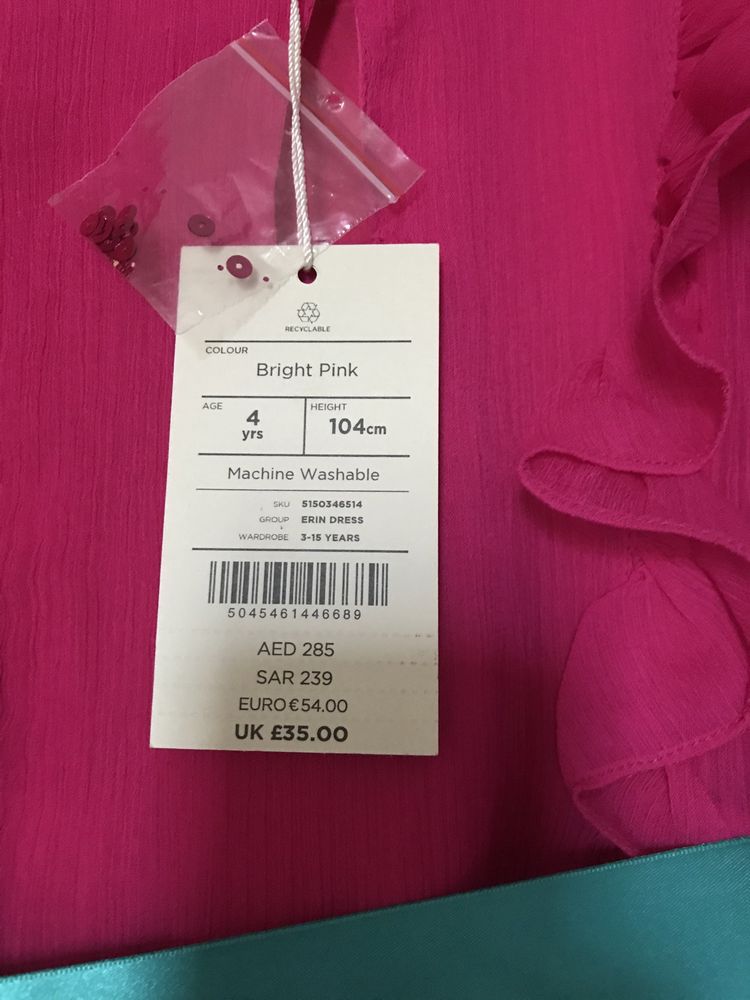 RECYCLABLE
COLOUR
Bright Pink
AGE
4
yrs
HEIGHT
104cm
Machine Washable
SKU 5150346514
GROUP ERIN DRESS
WARDROBE 3-15 YEARS
5045461446689
AED 285
SAR 239
EURO €54.00
UK £35.00